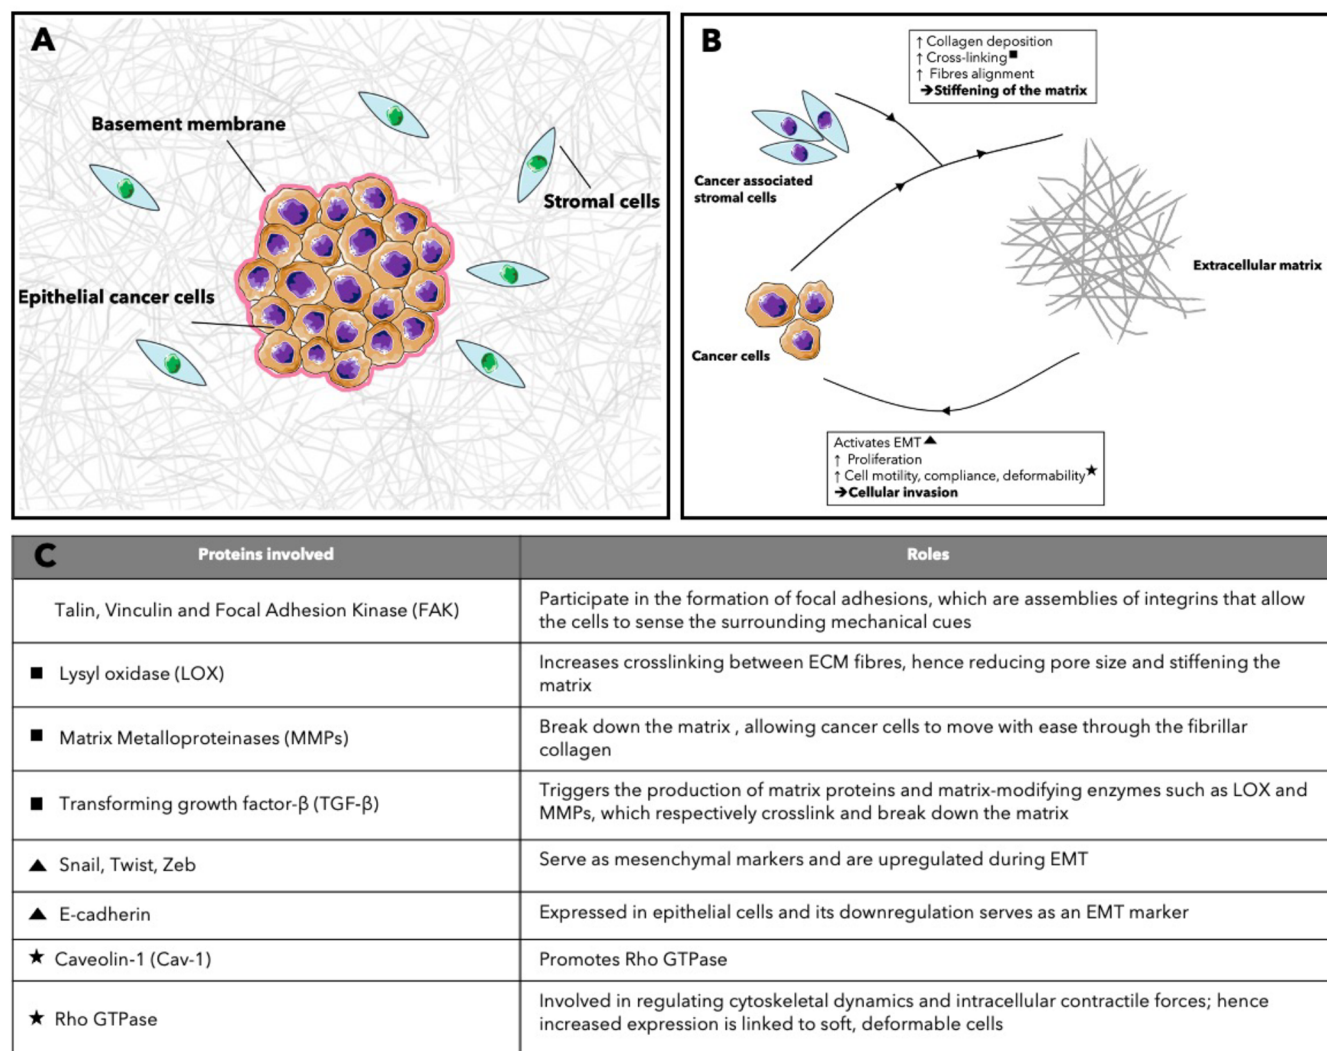 A
Basement membrane
Stromal cells
Epithelial cancer cells
B
↑ Collagen deposition
↑ Cross-linking■
↑ Fibres alignment
➔Stiffening of the matrix
Cancer associated
stromal cells
Extracellular matrix
Cancer cells
Activates EMT▲
↑ Proliferation
↑ Cell motility, compliance, deformability★
➔Cellular invasion
C
Proteins involved
Roles
Talin, Vinculin and Focal Adhesion Kinase (FAK)
Participate in the formation of focal adhesions, which are assemblies of integrins that allow
the cells to sense the surrounding mechanical cues
■ Lysyl oxidase (LOX)
Increases crosslinking between ECM fibres, hence reducing pore size and stiffening the
matrix
■ Matrix Metalloproteinases (MMPs)
Break down the matrix , allowing cancer cells to move with ease through the fibrillar
collagen
■ Transforming growth factor-β (TGF-β)
Triggers the production of matrix proteins and matrix-modifying enzymes such as LOX and
MMPs, which respectively crosslink and break down the matrix
▲ Snail, Twist, Zeb
Serve as mesenchymal markers and are upregulated during EMT
▲ E-cadherin
Expressed in epithelial cells and its downregulation serves as an EMT marker
★ Caveolin-1 (Cav-1)
Promotes Rho GTPase
★ Rho GTPase
Involved in regulating cytoskeletal dynamics and intracellular contractile forces; hence
increased expression is linked to soft, deformable cells